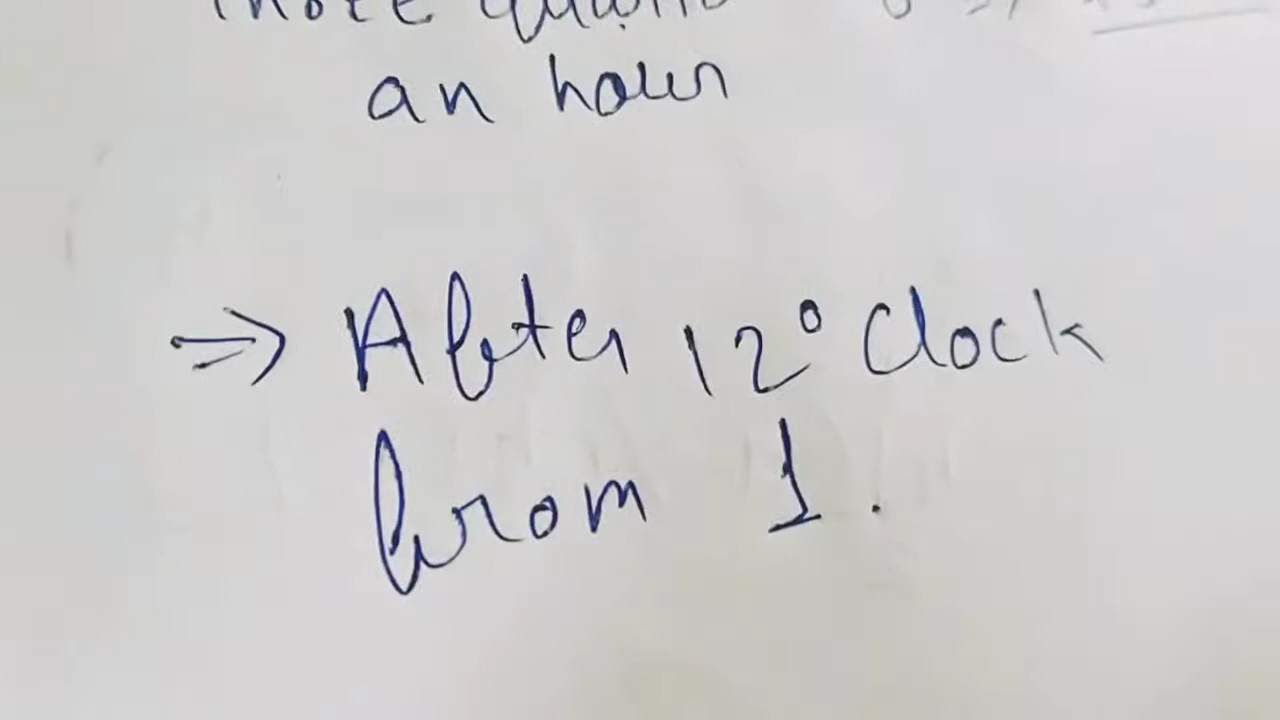 an hour
⇒ After 12° Clock
from 1.